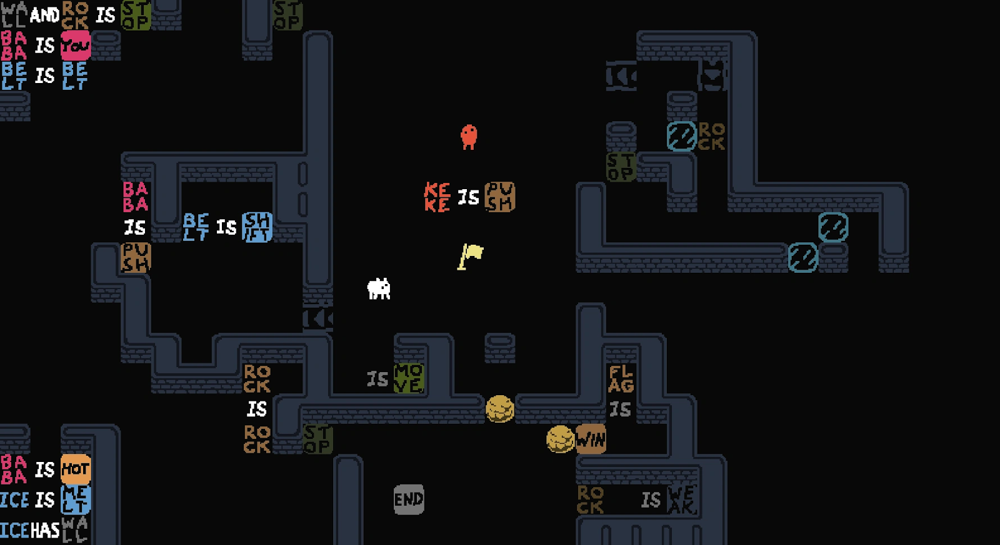 WALL AND ROCK IS STOP STOP
BABA IS YOU
BELT IS BELT
ROCK
STOP
BABA
IS
PUSH
BELT IS SHIFT
KEKE IS PUSH
ROCK
IS
ROCK
STOP
IS MOVE
FLAG
IS
WIN
BABA IS HOT
ICE IS MELT
ICE HAS WALL
END
ROCK IS WEAK